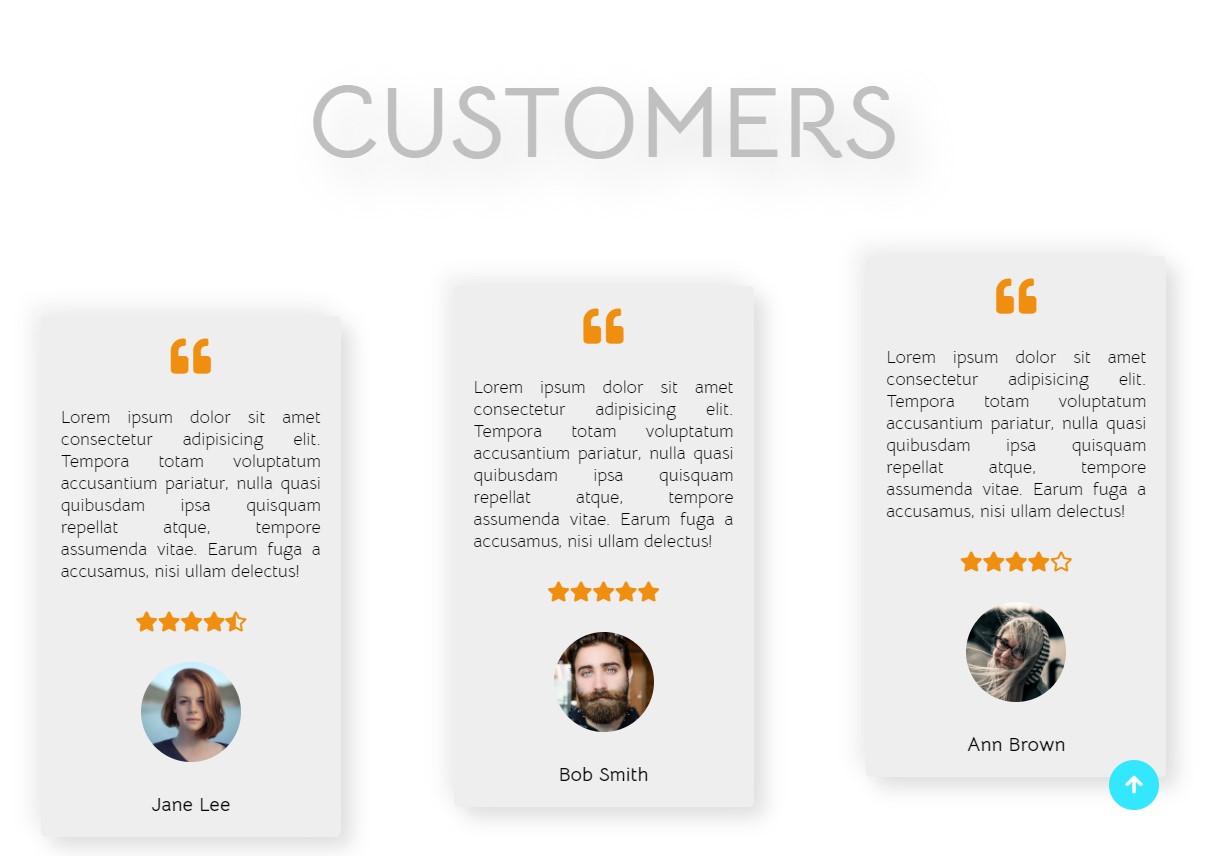 CUSTOMERS
Lorem ipsum dolor sit amet
consectetur adipisicing elit.
Tempora totam voluptatum
accusantium pariatur, nulla quasi
quibusdam ipsa quisquam
repellat atque, tempore
assumenda vitae. Earum fuga a
accusamus, nisi ullam delectus!
Jane Lee
Lorem ipsum dolor sit amet
consectetur adipisicing elit.
Tempora totam voluptatum
accusantium pariatur, nulla quasi
quibusdam ipsa quisquam
repellat atque, tempore
assumenda vitae. Earum fuga a
accusamus, nisi ullam delectus!
Bob Smith
Lorem ipsum dolor sit amet
consectetur adipisicing elit.
Tempora totam voluptatum
accusantium pariatur, nulla quasi
quibusdam ipsa quisquam
repellat atque, tempore
assumenda vitae. Earum fuga a
accusamus, nisi ullam delectus!
Ann Brown